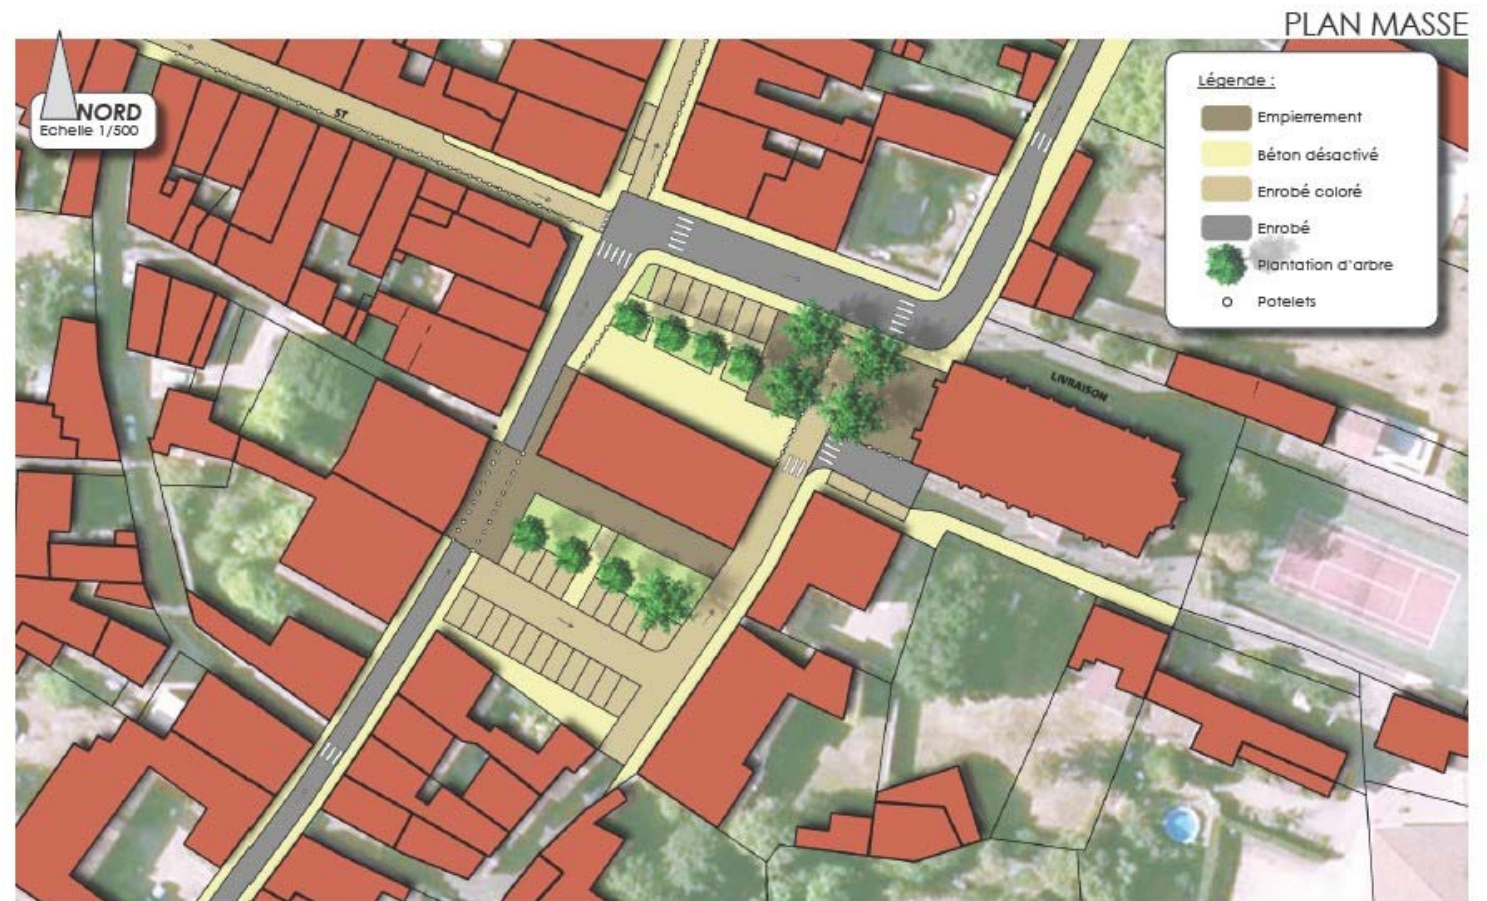 PLAN MASSE
NORD
Echelle 1/500
Légende :
Empierrement
Béton désactivé
Enrobé coloré
Enrobé
Plantation d'arbre
Potelets
ST
LIVRAISON